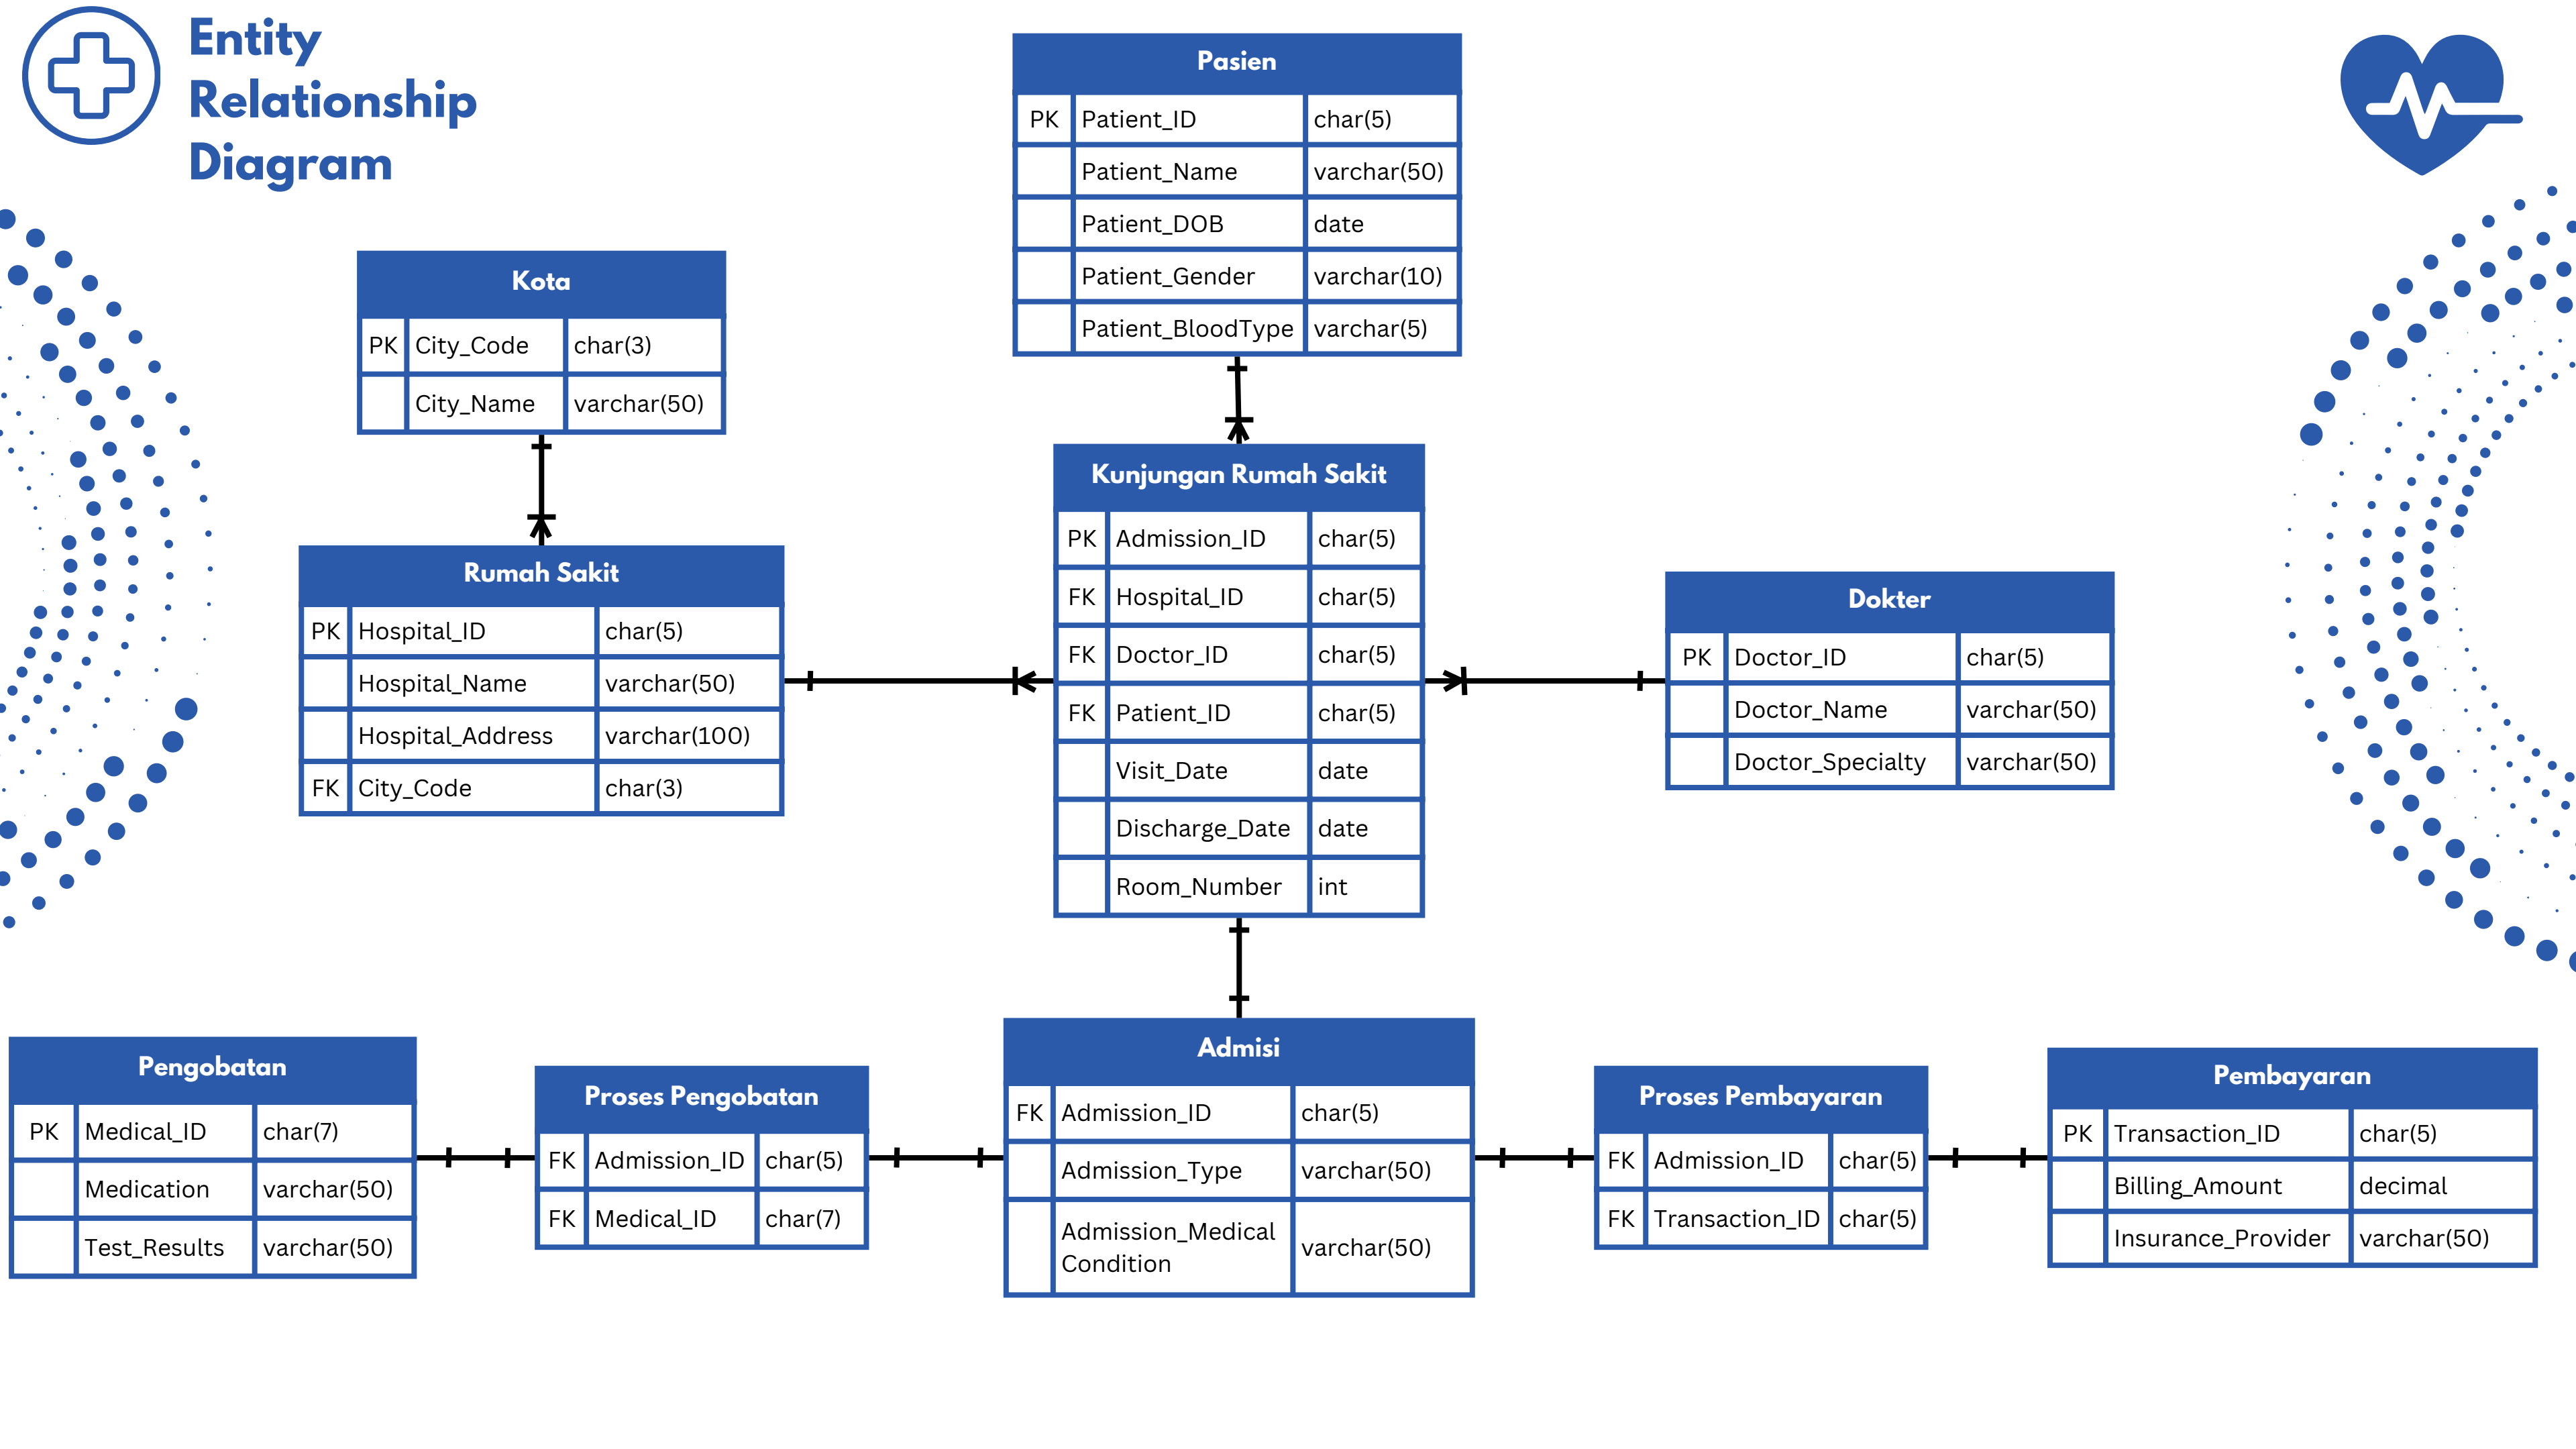 Entity
Relationship
Diagram
Pasien
PK Patient_ID char(5)
Patient_Name varchar(50)
Patient_DOB date
Patient_Gender varchar(10)
Patient_BloodType varchar(5)
Kota
PK City_Code char(3)
City_Name varchar(50)
Kunjungan Rumah Sakit
PK Admission_ID char(5)
FK Hospital_ID char(5)
FK Doctor_ID char(5)
FK Patient_ID char(5)
Visit_Date date
Discharge_Date date
Room_Number int
Rumah Sakit
PK Hospital_ID char(5)
Hospital_Name varchar(50)
Hospital_Address varchar(100)
FK City_Code char(3)
Dokter
PK Doctor_ID char(5)
Doctor_Name varchar(50)
Doctor_Specialty varchar(50)
Pengobatan
PK Medical_ID char(7)
Medication varchar(50)
Test_Results varchar(50)
Proses Pengobatan
FK Admission_ID char(5)
FK Medical_ID char(7)
Admisi
FK Admission_ID char(5)
Admission_Type varchar(50)
Admission_Medical
Condition varchar(50)
Proses Pembayaran
FK Admission_ID char(5)
FK Transaction_ID char(5)
Pembayaran
PK Transaction_ID char(5)
Billing_Amount decimal
Insurance_Provider varchar(50)